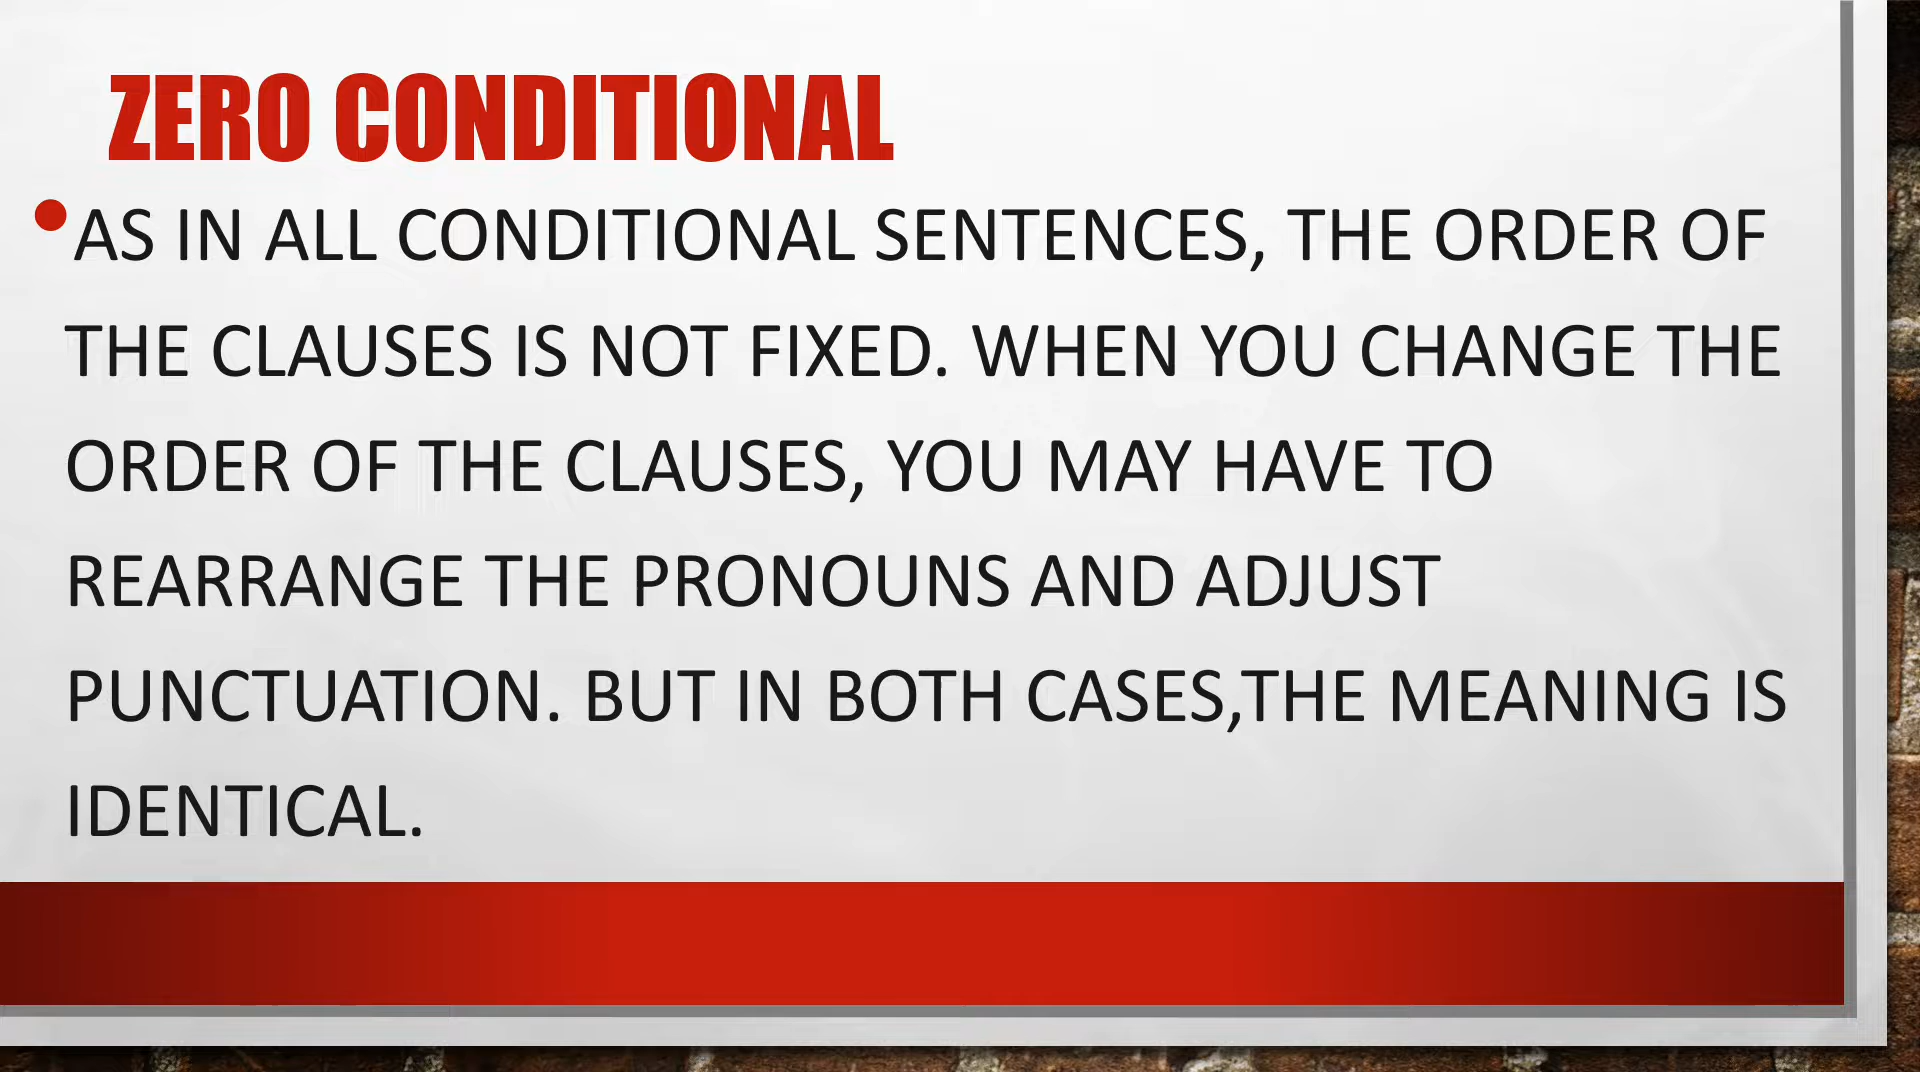 ZERO CONDITIONAL
•AS IN ALL CONDITIONAL SENTENCES, THE ORDER OF
THE CLAUSES IS NOT FIXED. WHEN YOU CHANGE THE
ORDER OF THE CLAUSES, YOU MAY HAVE TO
REARRANGE THE PRONOUNS AND ADJUST
PUNCTUATION. BUT IN BOTH CASES,THE MEANING IS
IDENTICAL.